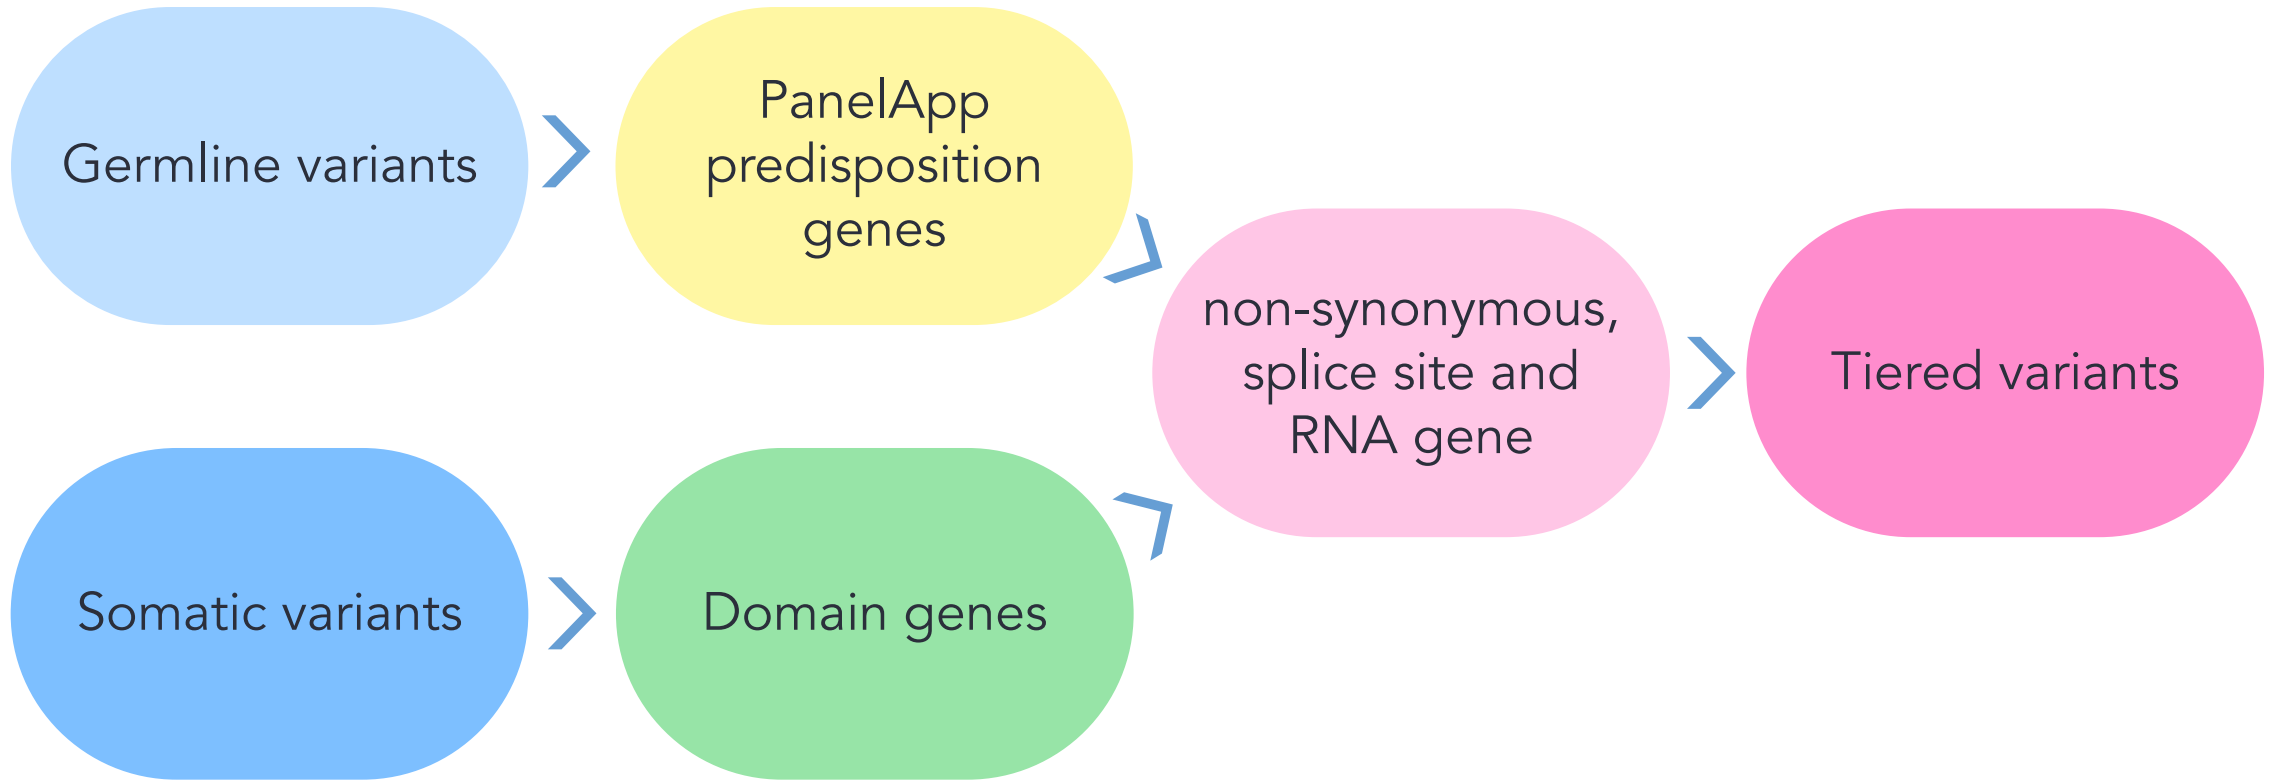 Germline variants
PanelApp
predisposition
genes
Somatic variants
Domain genes
non-synonymous,
splice site and
RNA gene
Tiered variants